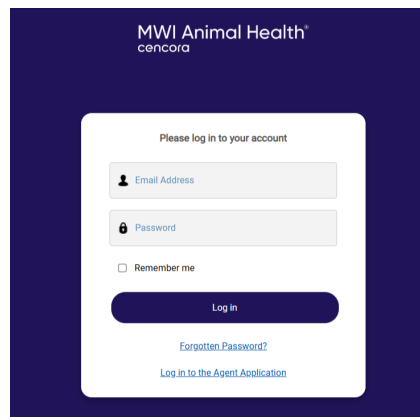 MWI Animal Health®
cencora
Please log in to your account
Email Address
Password
Remember me
Log in
Forgotten Password?
Log in to the Agent Application